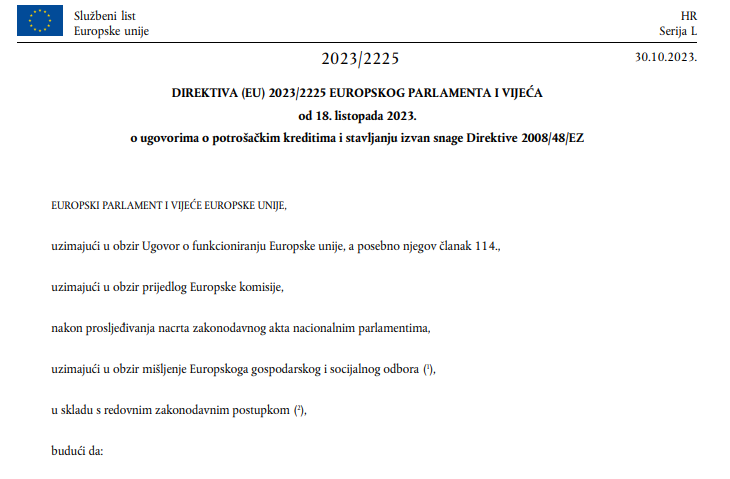 Službeni list
Europske unije
HR
Serija L
2023/2225
30.10.2023.
DIREKTIVA (EU) 2023/2225 EUROPSKOG PARLAMENTA I VIJEĆA
od 18. listopada 2023.
o ugovorima o potrošačkim kreditima i stavljanju izvan snage Direktive 2008/48/EZ
EUROPSKI PARLAMENT I VIJEĆE EUROPSKE UNIJE,
uzimajući u obzir Ugovor o funkcioniranju Europske unije, a posebno njegov članak 114.,
uzimajući u obzir prijedlog Europske komisije,
nakon prosljeđivanja nacrta zakonodavnog akta nacionalnim parlamentima,
uzimajući u obzir mišljenje Europskoga gospodarskog i socijalnog odbora (¹),
u skladu s redovnim zakonodavnim postupkom (²),
budući da: